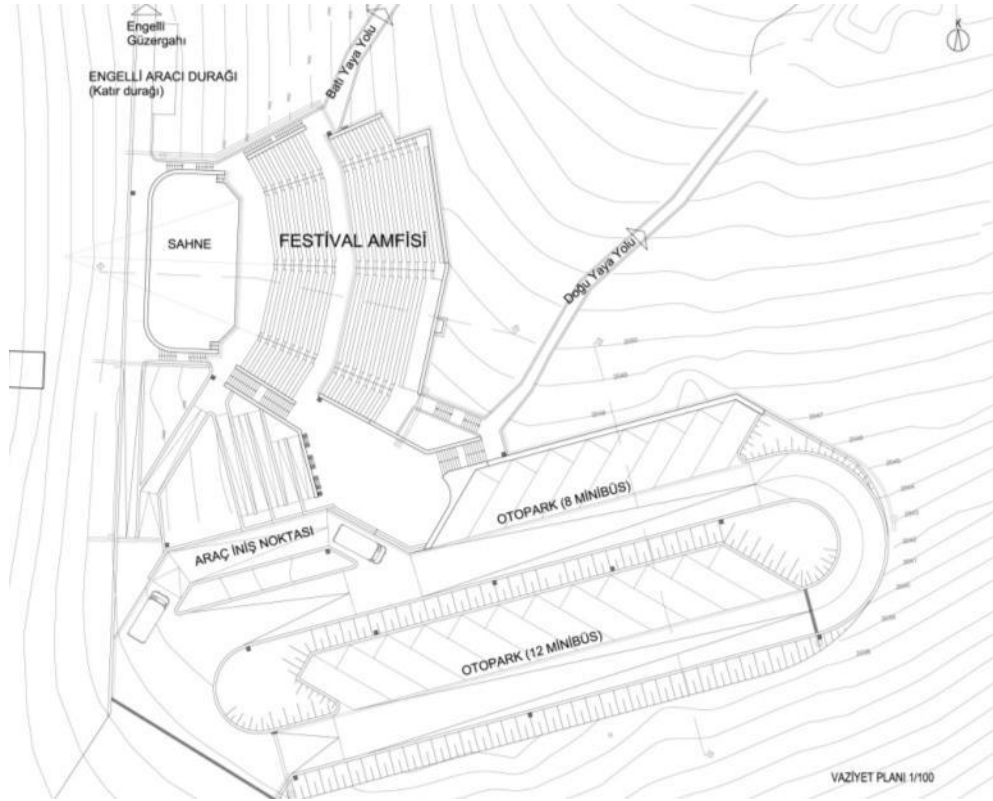 Engelli
Güzergahı
K
ENGELLİ ARACI DURAĞI
(Katır durağı)
Batı Yaya Yolu
SAHNE
FESTİVAL AMFİSİ
Doğu Yaya Yolu
OTOPARK (8 MİNİBÜS)
ARAÇ İNİŞ NOKTASI
OTOPARK (12 MİNİBÜS)
VAZİYET PLANI 1/100